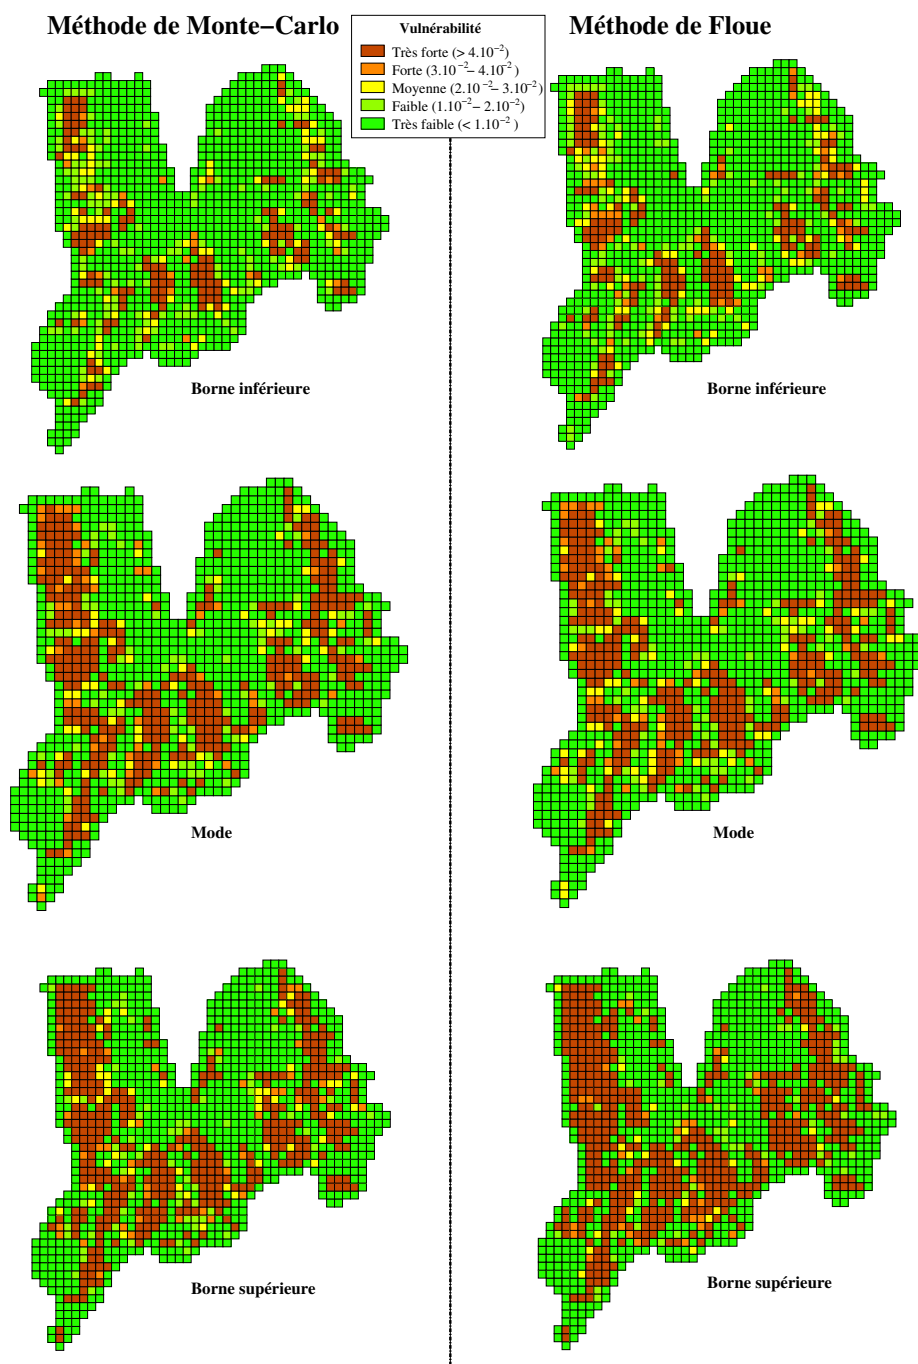 Méthode de Monte−Carlo
Méthode de Floue
Vulnérabilité
Très forte (> 4.10⁻²)
Forte (3.10⁻² − 4.10⁻²)
Moyenne (2.10⁻² − 3.10⁻²)
Faible (1.10⁻² − 2.10⁻²)
Très faible (< 1.10⁻²)
Borne inférieure
Borne inférieure
Mode
Mode
Borne supérieure
Borne supérieure